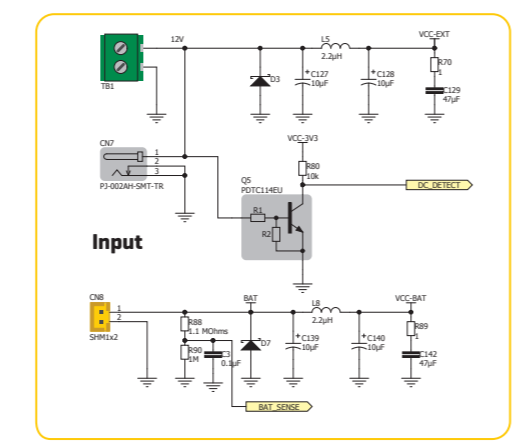 12V
L5
2.2µH
VCC-EXT
R70
1
C129
47µF
+
C127
10µF
+
C128
10µF
D3
TB1
CN7
1
2
3
PJ-002AH-SMT-TR
VCC-3V3
R80
10k
DC_DETECT
Q5
PDTC114EU
R1
R2
Input
CN8
1
2
SHM1x2
BAT
L8
2.2µH
VCC-BAT
R88
1.1 MOhms
R90
1M
C3
0.1µF
D7
+
C139
10µF
+
C140
10µF
R89
1
C142
47µF
BAT_SENSE